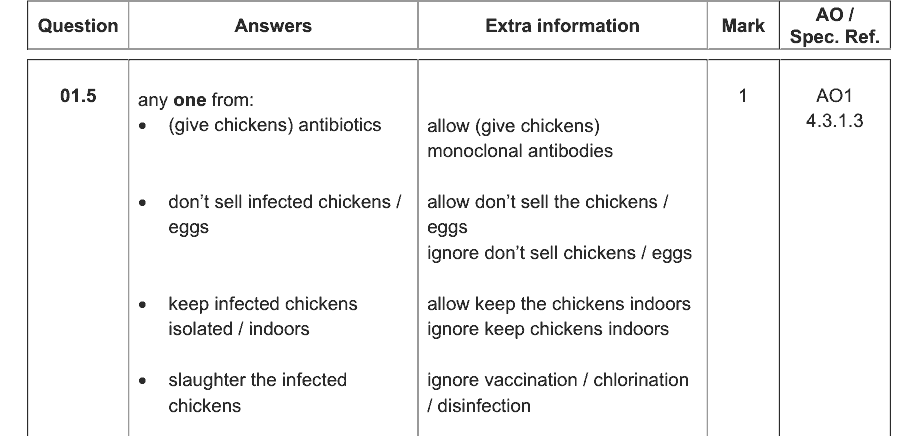 Question Answers Extra information Mark AO /
Spec. Ref.
01.5 any one from: 1 AO1
• (give chickens) antibiotics allow (give chickens) 4.3.1.3
monoclonal antibodies
• don't sell infected chickens / allow don't sell the chickens /
eggs eggs
ignore don't sell chickens / eggs
• keep infected chickens allow keep the chickens indoors
isolated / indoors ignore keep chickens indoors
• slaughter the infected ignore vaccination / chlorination
chickens / disinfection